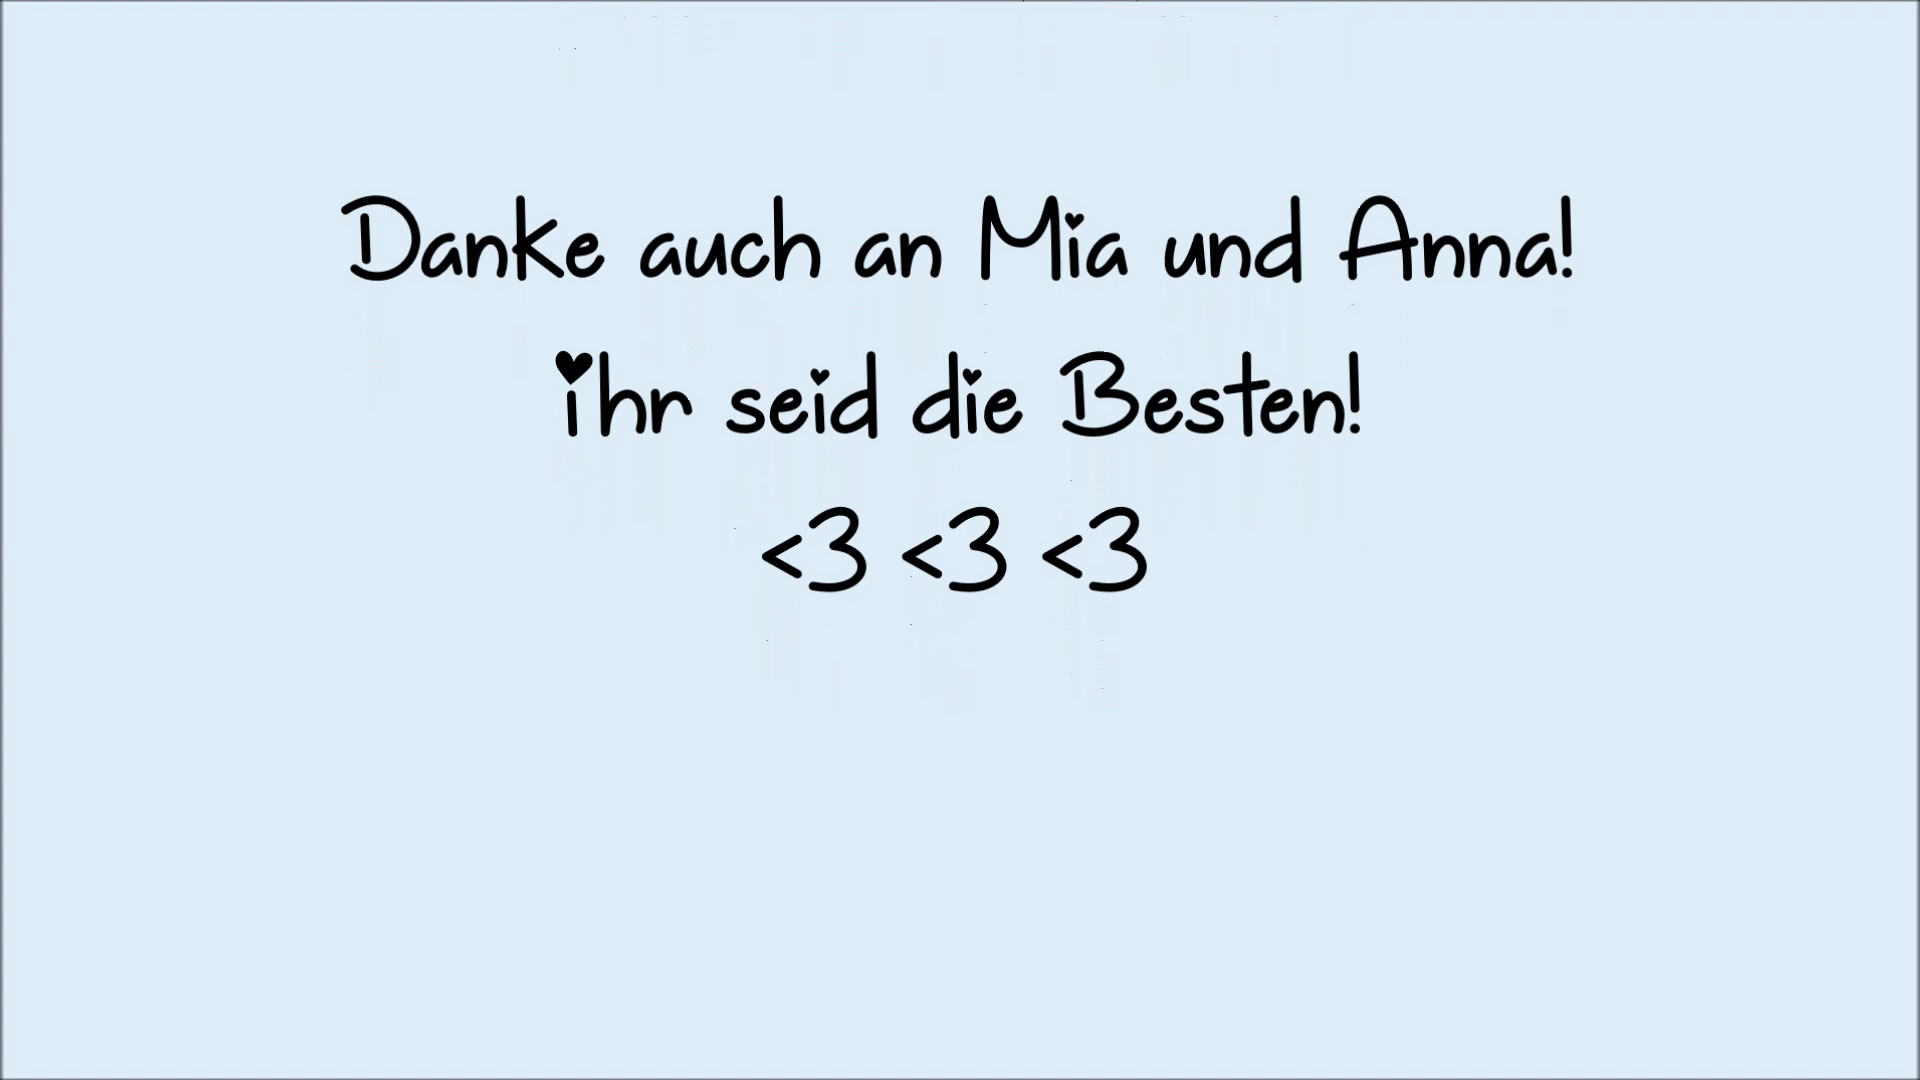 Danke auch an Mia und Anna!
ihr seid die Besten!
<3 <3 <3